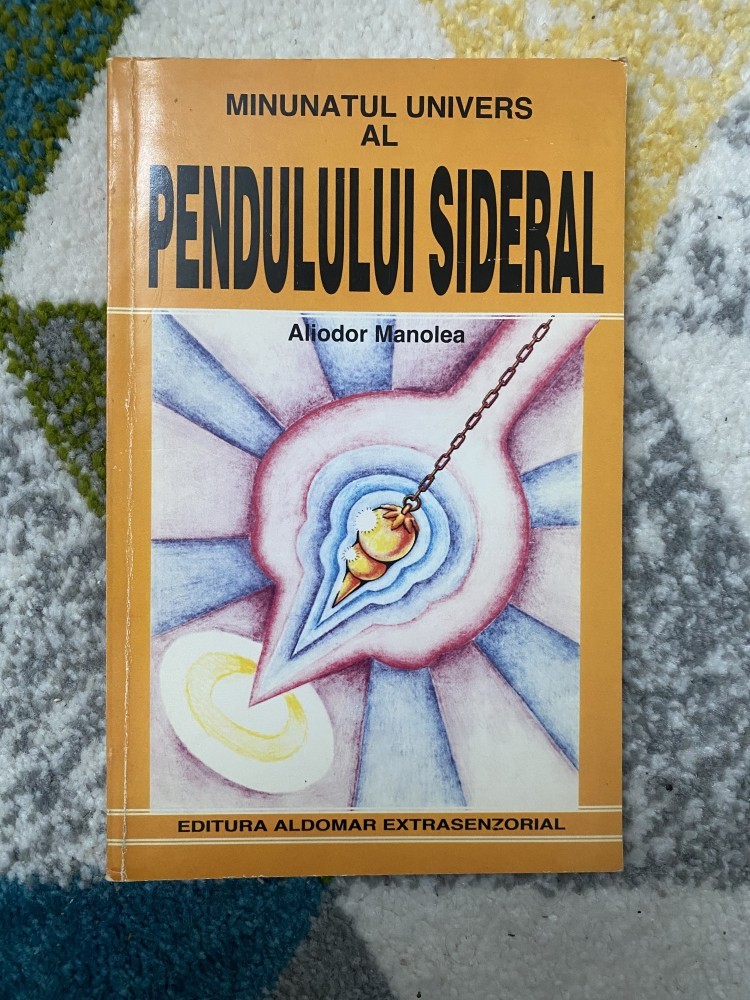 MINUNATUL UNIVERS
AL
PENDULULUI SIDERAL
Aliodor Manolea
EDITURA ALDOMAR EXTRASENZORIAL